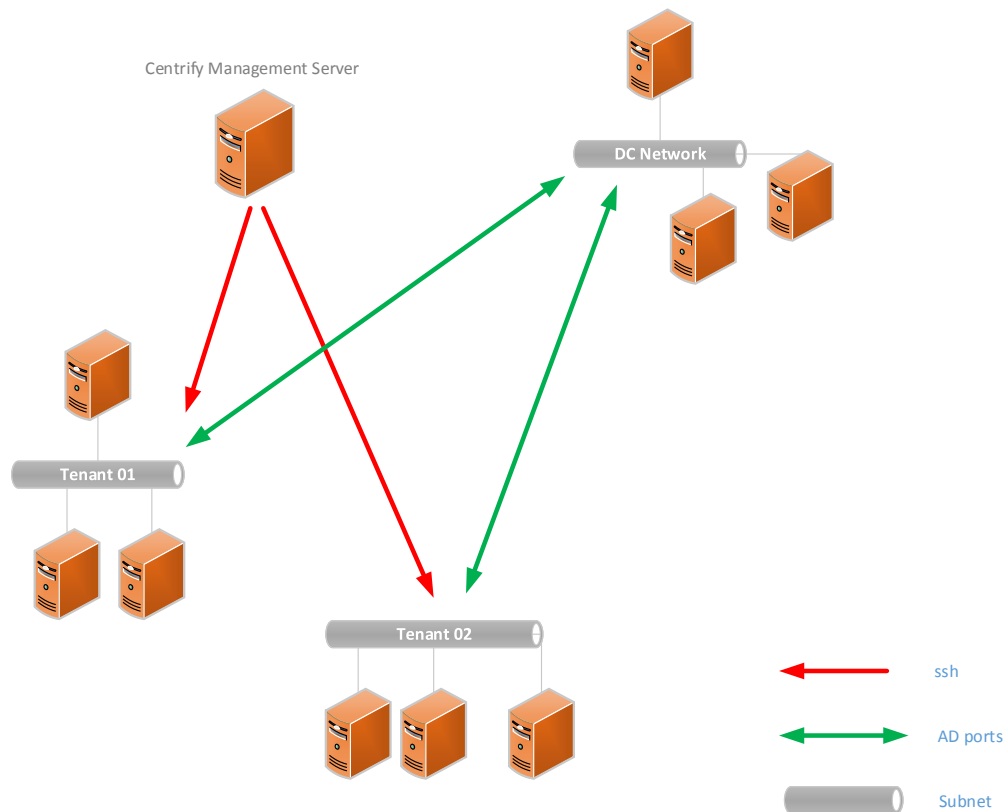 Centrify Management Server
DC Network
Tenant 01
Tenant 02
ssh
AD ports
Subnet